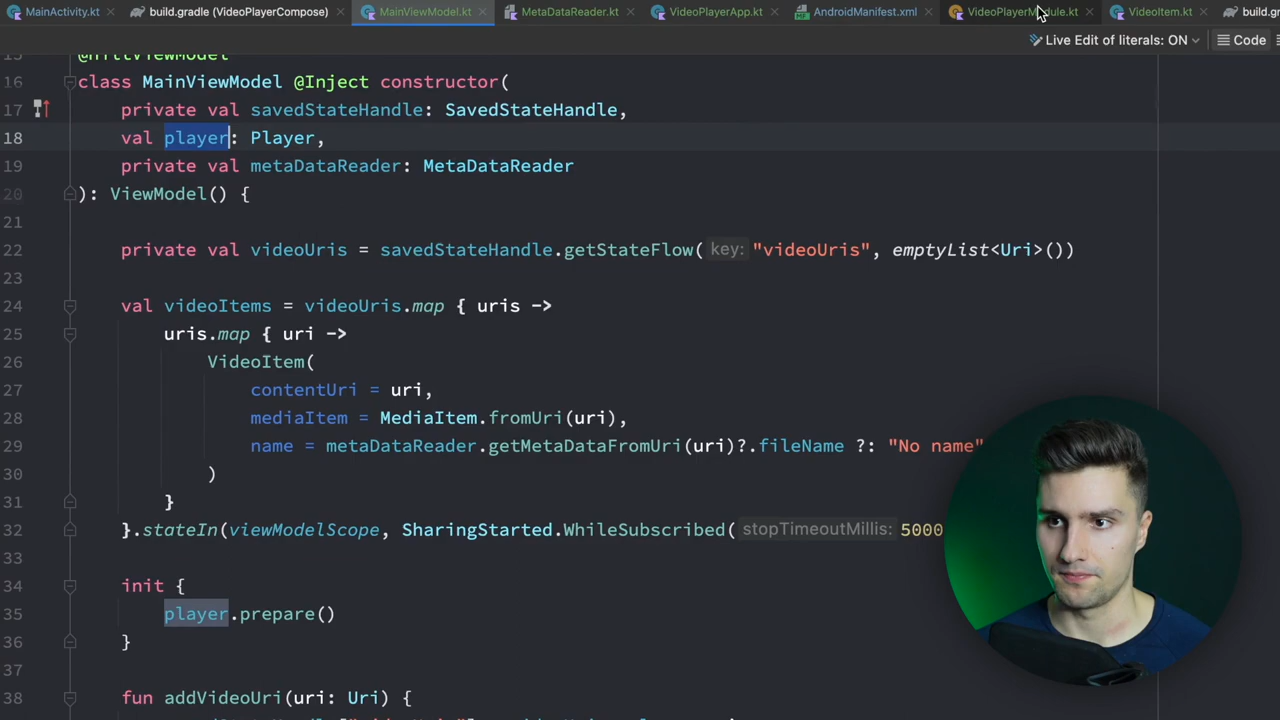 MainActivity.kt build.gradle (VideoPlayerCompose) MainViewModel.kt MetaDataReader.kt VideoPlayerApp.kt AndroidManifest.xml VideoPlayerModule.kt VideoItem.kt
Live Edit of literals: ON Code
15 @HiltViewModel
16 class MainViewModel @Inject constructor(
17 private val savedStateHandle: SavedStateHandle,
18 val player: Player,
19 private val metaDataReader: MetaDataReader
20 ): ViewModel() {
21
22 private val videoUris = savedStateHandle.getStateFlow( key: "videoUris", emptyList<Uri>())
23
24 val videoItems = videoUris.map { uris ->
25 uris.map { uri ->
26 VideoItem(
27 contentUri = uri,
28 mediaItem = MediaItem.fromUri(uri),
29 name = metaDataReader.getMetaDataFromUri(uri)?.fileName ?: "No name"
30 )
31 }
32 }.stateIn(viewModelScope, SharingStarted.WhileSubscribed( stopTimeoutMillis: 5000
33
34 init {
35 player.prepare()
36 }
37
38 fun addVideoUri(uri: Uri) {